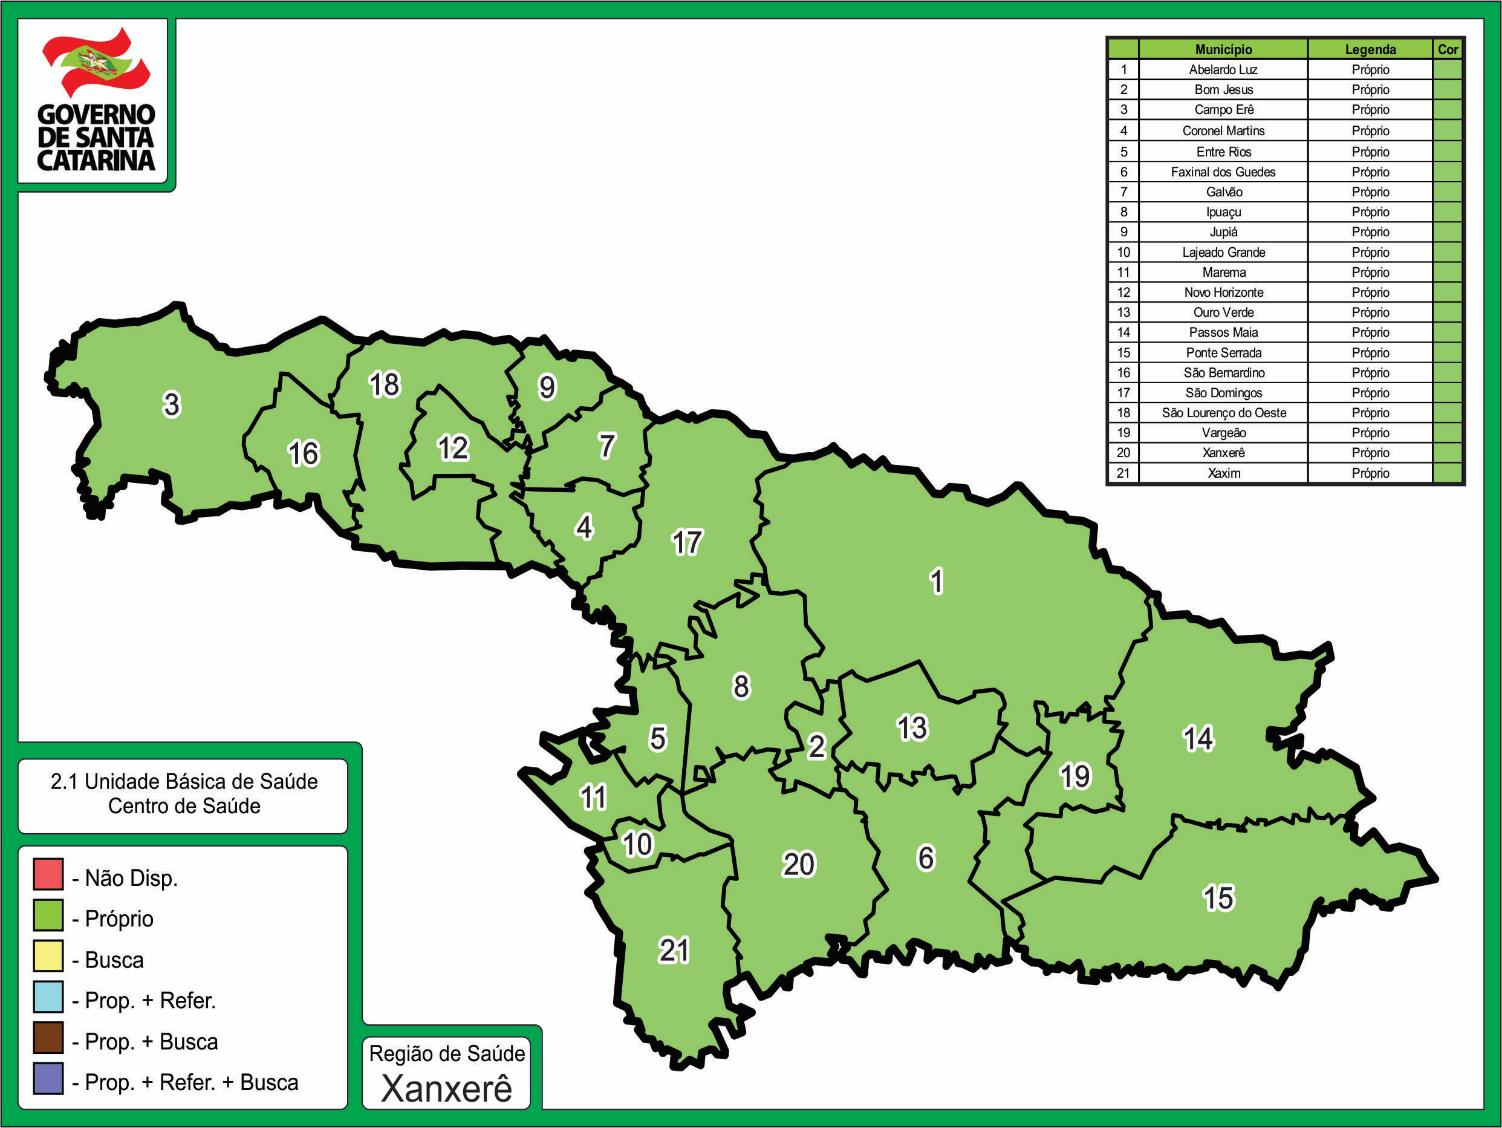 GOVERNO
DE SANTA
CATARINA
Município Legenda Cor
1 Abelardo Luz Próprio
2 Bom Jesus Próprio
3 Campo Erê Próprio
4 Coronel Martins Próprio
5 Entre Rios Próprio
6 Faxinal dos Guedes Próprio
7 Galvão Próprio
8 Ipuaçu Próprio
9 Jupiá Próprio
10 Lajeado Grande Próprio
11 Marema Próprio
12 Novo Horizonte Próprio
13 Ouro Verde Próprio
14 Passos Maia Próprio
15 Ponte Serrada Próprio
16 São Bernardino Próprio
17 São Domingos Próprio
18 São Lourenço do Oeste Próprio
19 Vargeão Próprio
20 Xanxerê Próprio
21 Xaxim Próprio
3
18
9
16
12
7
4
17
1
8
5
2
13
14
11
19
10
20
6
15
21
2.1 Unidade Básica de Saúde
Centro de Saúde
- Não Disp.
- Próprio
- Busca
- Prop. + Refer.
- Prop. + Busca
- Prop. + Refer. + Busca
Região de Saúde
Xanxerê